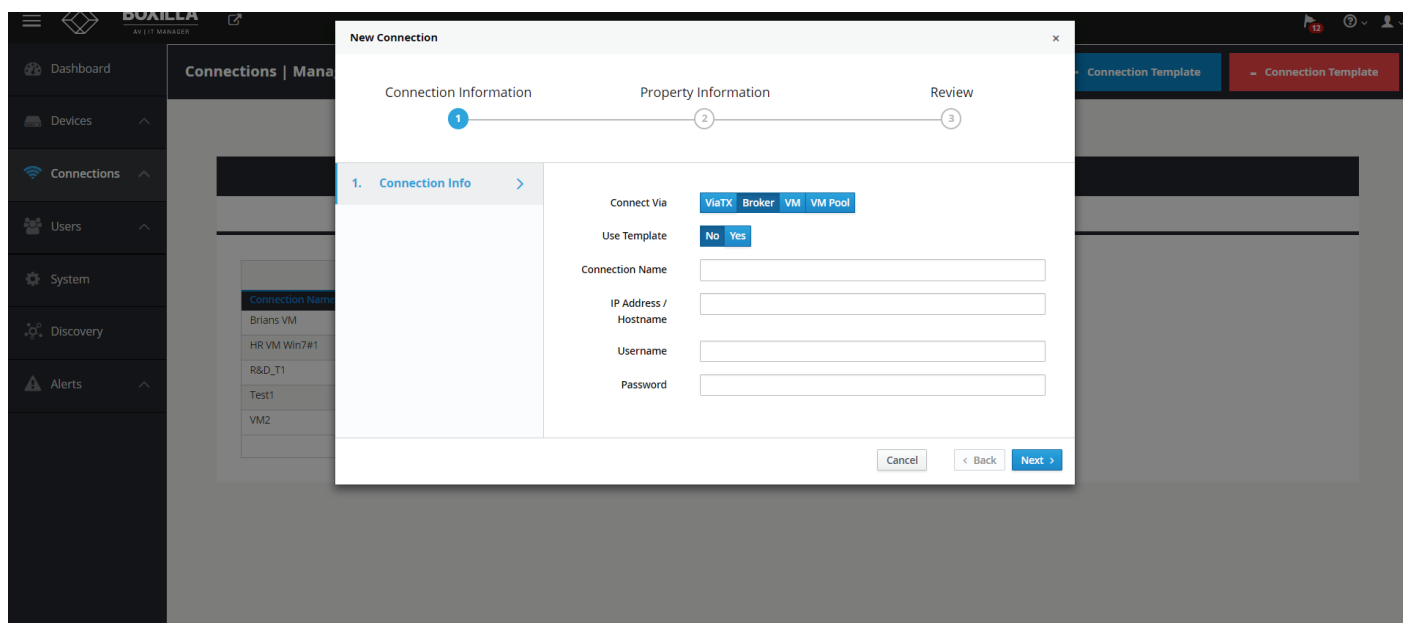 BOXILLA
AV | IT MANAGER
12
Dashboard
Devices
Connections
Users
System
Discovery
Alerts
Connections | Mana
Connection Template
- Connection Template
Connection Name
Brians VM
HR VM Win7#1
R&D_T1
Test1
VM2
New Connection
×
Connection Information
Property Information
Review
1
2
3
1. Connection Info
Connect Via
ViaTX Broker VM VM Pool
Use Template
No Yes
Connection Name
IP Address /
Hostname
Username
Password
Cancel
< Back
Next >